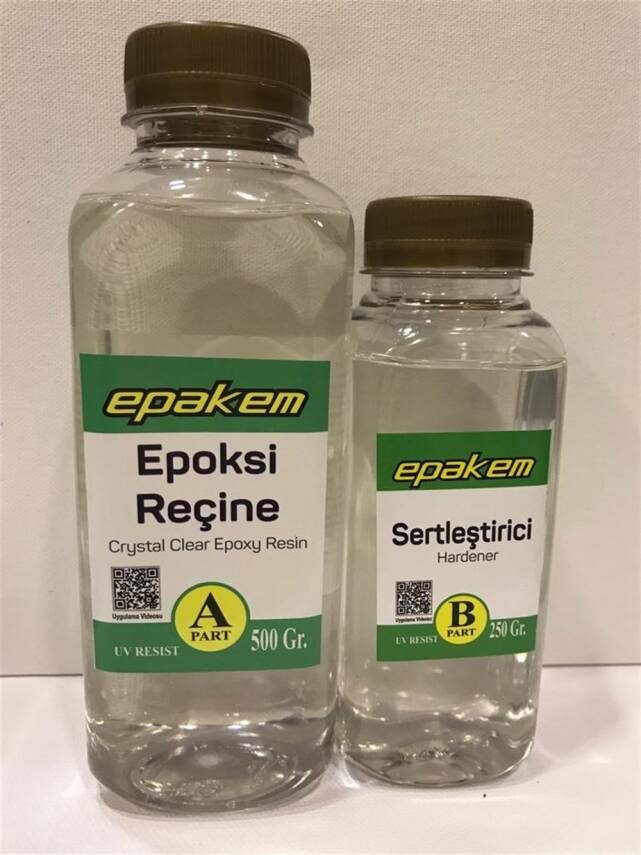 epakem
Epoksi
Reçine
Crystal Clear Epoxy Resin
Uygulama Videosu
A
PART
UV RESIST
500 Gr.
epakem
Sertleştirici
Hardener
Uygulama Videosu
B
PART
UV RESIST
250 Gr.